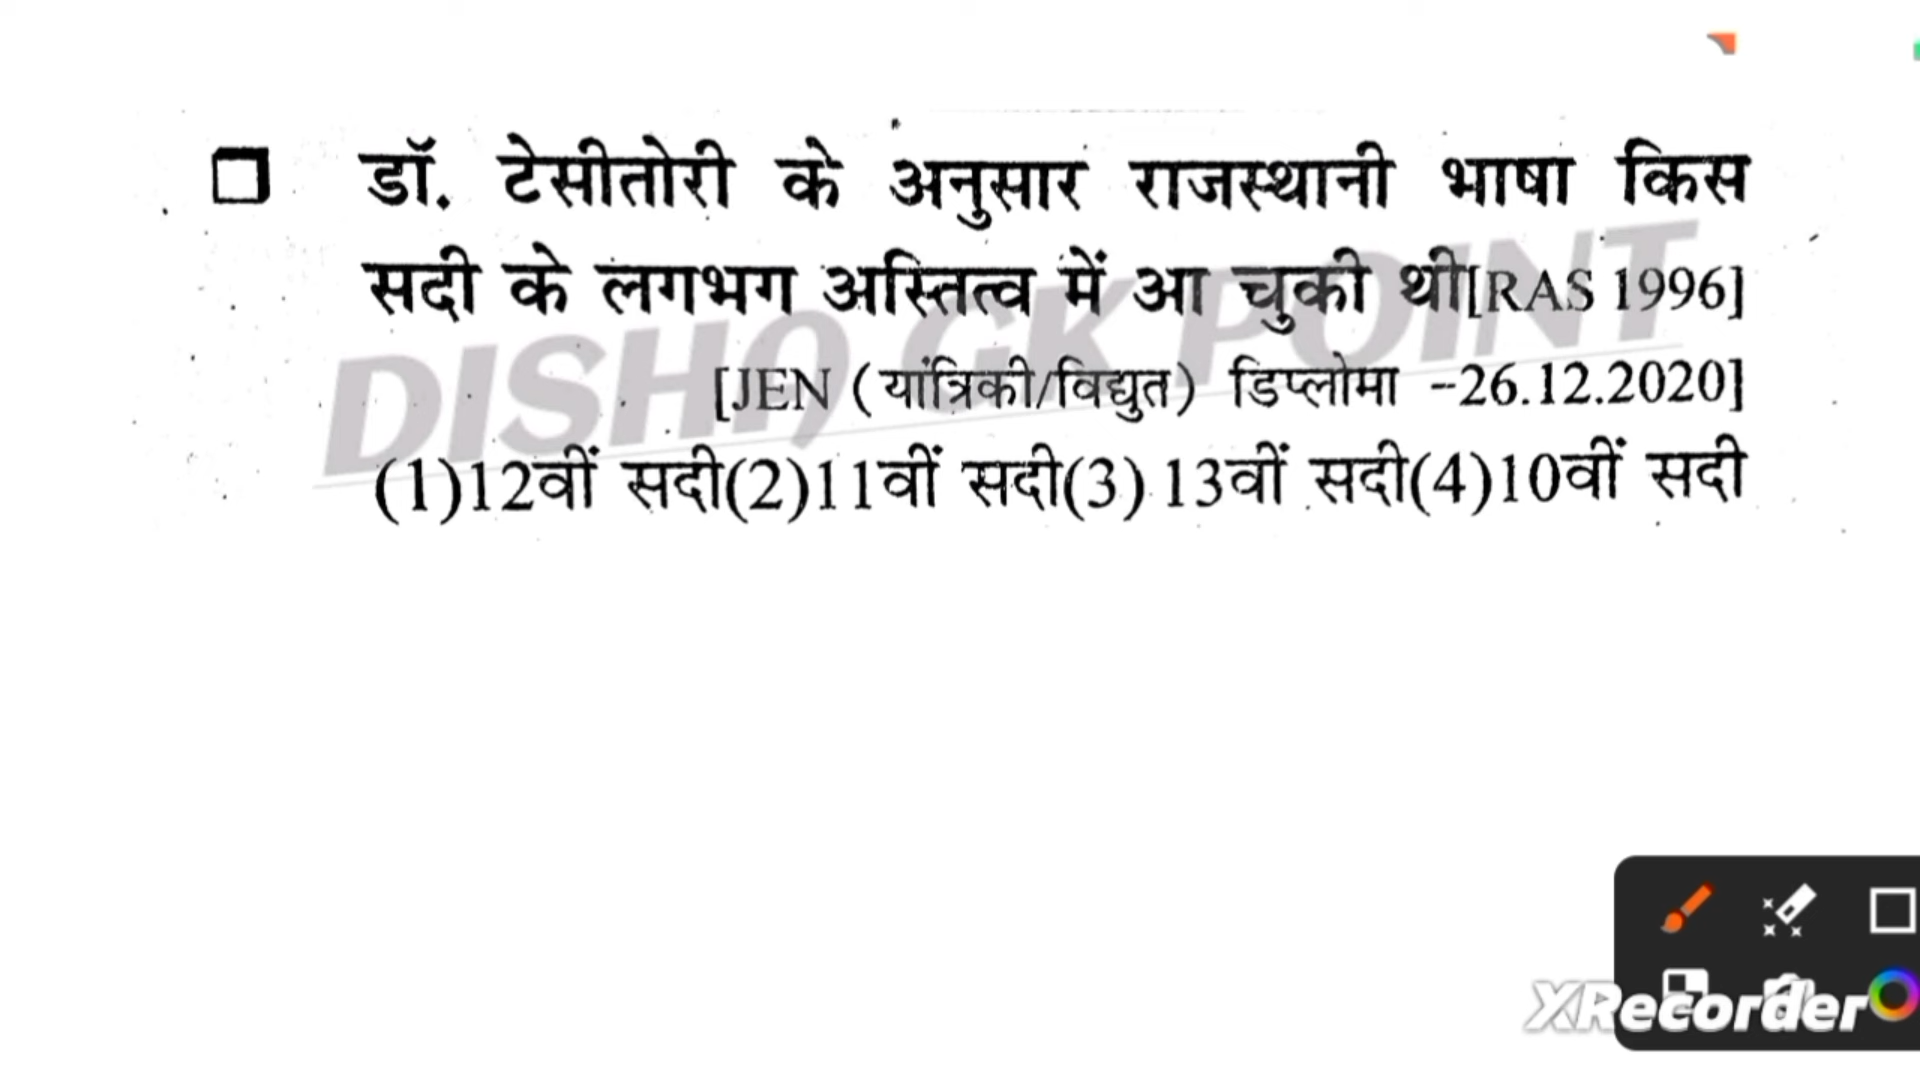 डॉ. टेसीतोरी के अनुसार राजस्थानी भाषा किस
सदी के लगभग अस्तित्व में आ चुकी थी[RAS 1996]
[JEN (यांत्रिकी/विद्युत) डिप्लोमा -26.12.2020]
(1)12वीं सदी(2)11वीं सदी(3) 13वीं सदी(4)10वीं सदी
DISHQ GK POINT
XRecorder